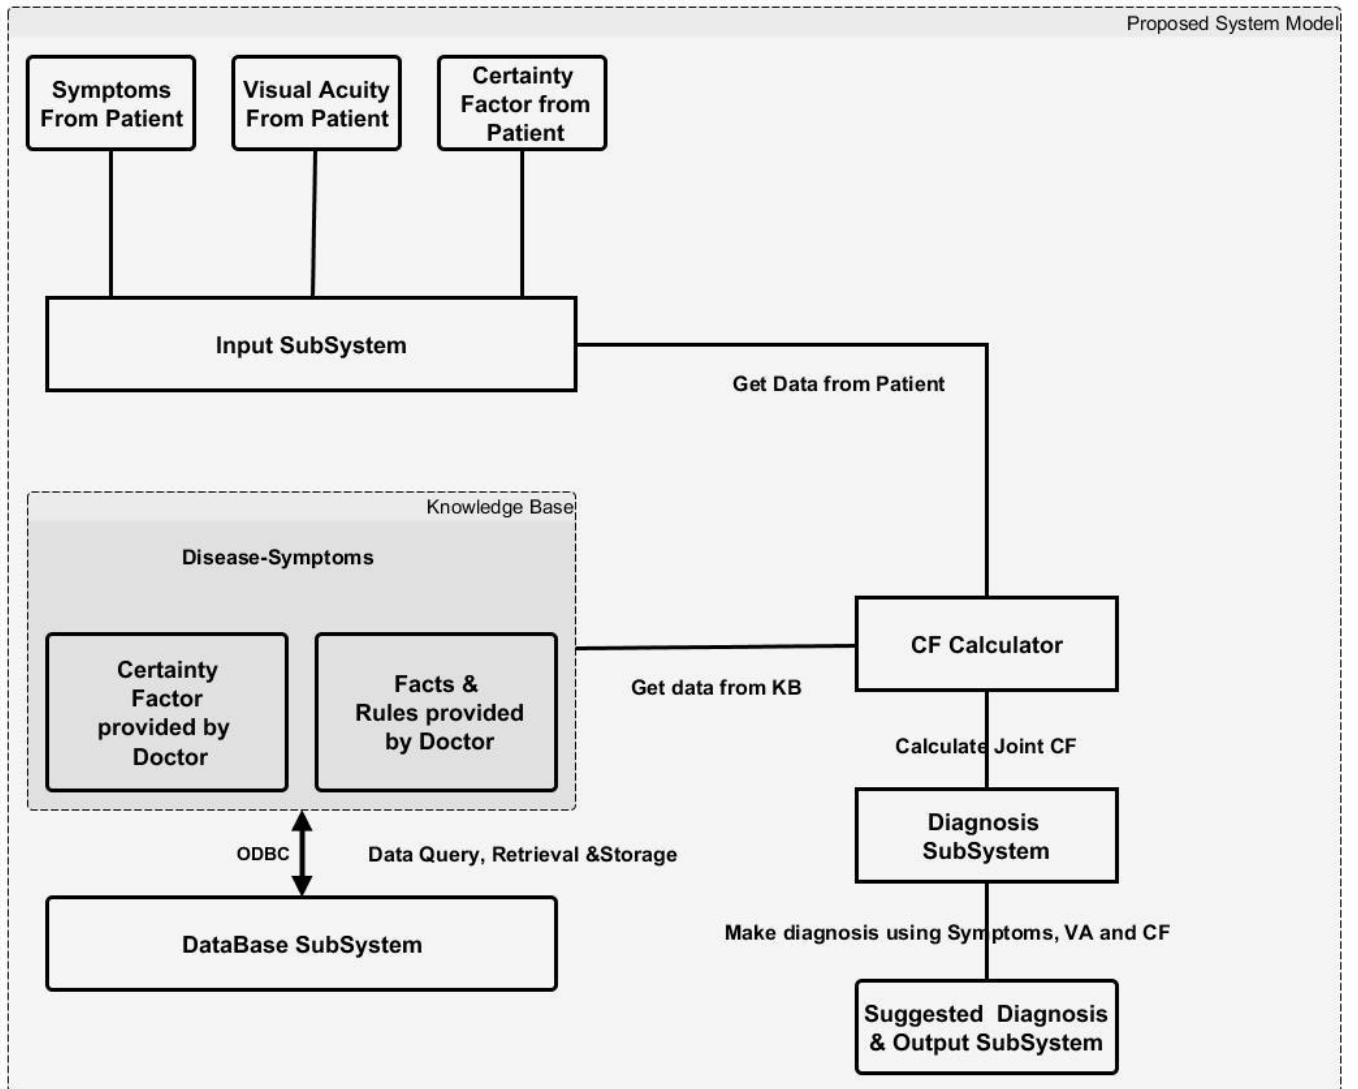 Proposed System Model
Symptoms
From Patient
Visual Acuity
From Patient
Certainty
Factor from
Patient
Input SubSystem
Get Data from Patient
Knowledge Base
Disease-Symptoms
Certainty
Factor
provided by
Doctor
Facts &
Rules provided
by Doctor
Get data from KB
CF Calculator
Calculate Joint CF
ODBC
Data Query, Retrieval &Storage
Diagnosis
SubSystem
DataBase SubSystem
Make diagnosis using Symptoms, VA and CF
Suggested Diagnosis
& Output SubSystem